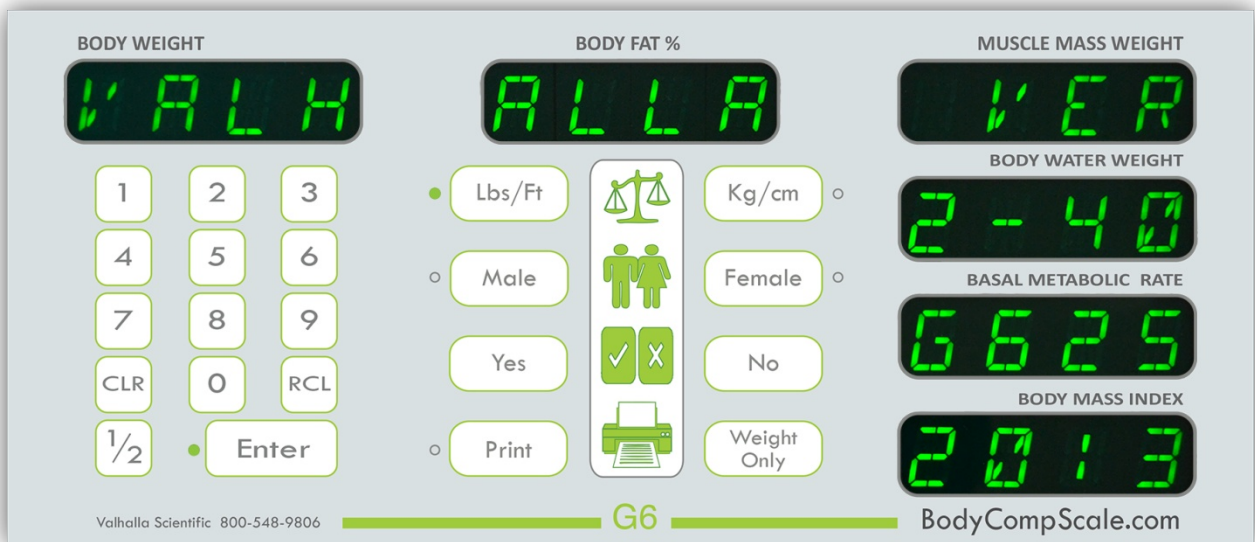 BODY WEIGHT
VALH
BODY FAT %
ALLA
MUSCLE MASS WEIGHT
VER
BODY WATER WEIGHT
2-40
BASAL METABOLIC RATE
G625
BODY MASS INDEX
2013
1 2 3
4 5 6
7 8 9
CLR 0 RCL
1/2 Enter
Lbs/Ft Kg/cm
Male Female
Yes No
Print Weight
Only
Valhalla Scientific 800-548-9806
G6
BodyCompScale.com